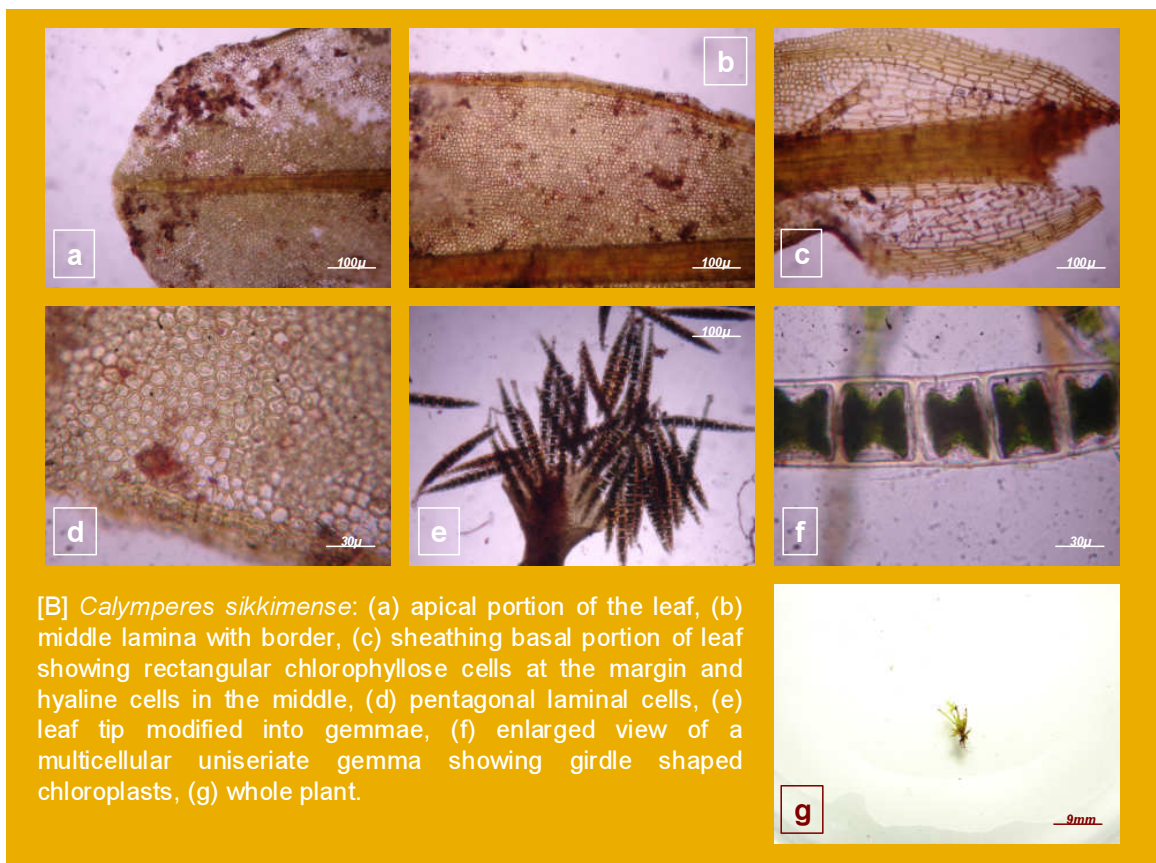 b
a
100µ
100µ
c
100µ
100µ
d
30µ
e
f
30µ
[B] Calymperes sikkimense: (a) apical portion of the leaf, (b)
middle lamina with border, (c) sheathing basal portion of leaf
showing rectangular chlorophyllose cells at the margin and
hyaline cells in the middle, (d) pentagonal laminal cells, (e)
leaf tip modified into gemmae, (f) enlarged view of a
multicellular uniseriate gemma showing girdle shaped
chloroplasts, (g) whole plant.
g
9mm